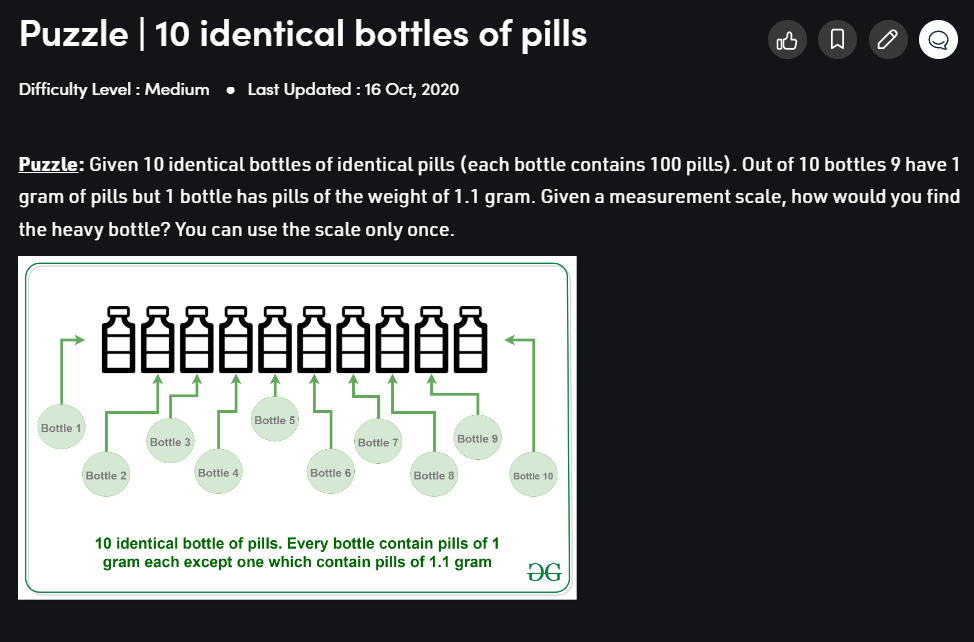 Puzzle | 10 identical bottles of pills
Difficulty Level : Medium ● Last Updated : 16 Oct, 2020
Puzzle: Given 10 identical bottles of identical pills (each bottle contains 100 pills). Out of 10 bottles 9 have 1
gram of pills but 1 bottle has pills of the weight of 1.1 gram. Given a measurement scale, how would you find
the heavy bottle? You can use the scale only once.
Bottle 1
Bottle 2
Bottle 3
Bottle 4
Bottle 5
Bottle 6
Bottle 7
Bottle 8
Bottle 9
Bottle 10
10 identical bottle of pills. Every bottle contain pills of 1
gram each except one which contain pills of 1.1 gram